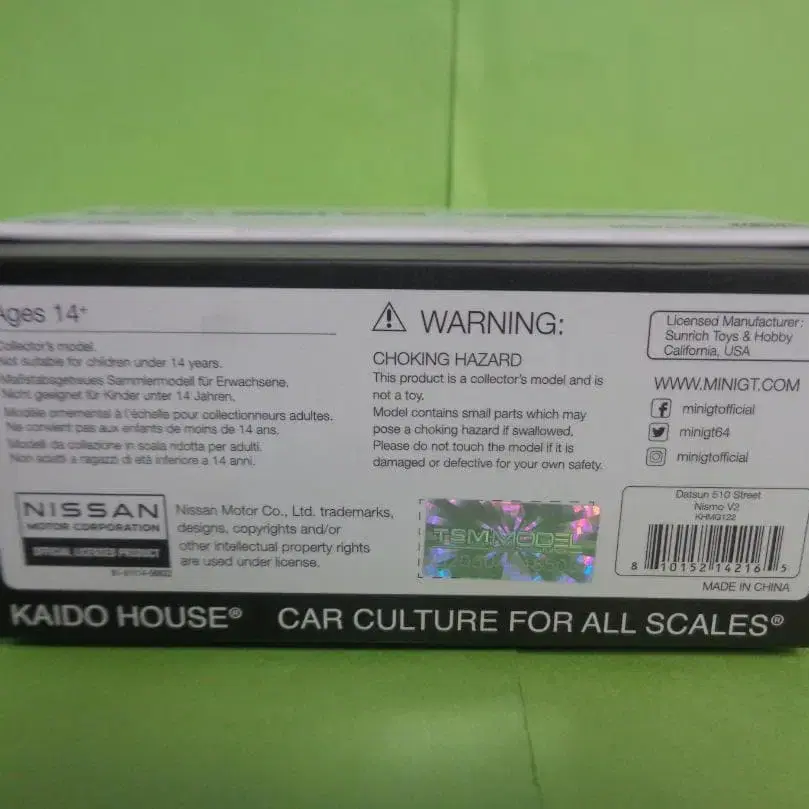 Ages 14+
Collector's model.
Not suitable for children under 14 years.
Maßstabsgetreues Sammlermodell für Erwachsene.
Nicht geeignet für Kinder unter 14 Jahren.
Modèle ornemental à l'échelle pour collectionneurs adultes.
Ne convient pas aux enfants de moins de 14 ans.
Modelli da collezione in scala ridotta per adulti.
Non adatti a ragazzi di età inferiore a 14 anni.
WARNING:
CHOKING HAZARD
This product is a collector's model and is
not a toy.
Model contains small parts which may
pose a choking hazard if swallowed.
Please do not touch the model if it is
damaged or defective for your own safety.
Licensed Manufacturer:
Sunrich Toys & Hobby
California, USA
WWW.MINIGT.COM
minigtofficial
minigt64
minigtofficial
NISSAN
MOTOR CORPORATION
SPECIAL LICENSED PRODUCT
Nissan Motor Co., Ltd. trademarks,
designs, copyrights and/or
other intellectual property rights
are used under license.
TSM MODEL
Datsun 510 Street
Nismo V2
KHMG122
8 10152 14216 5
MADE IN CHINA
KAIDO HOUSE® CAR CULTURE FOR ALL SCALES®